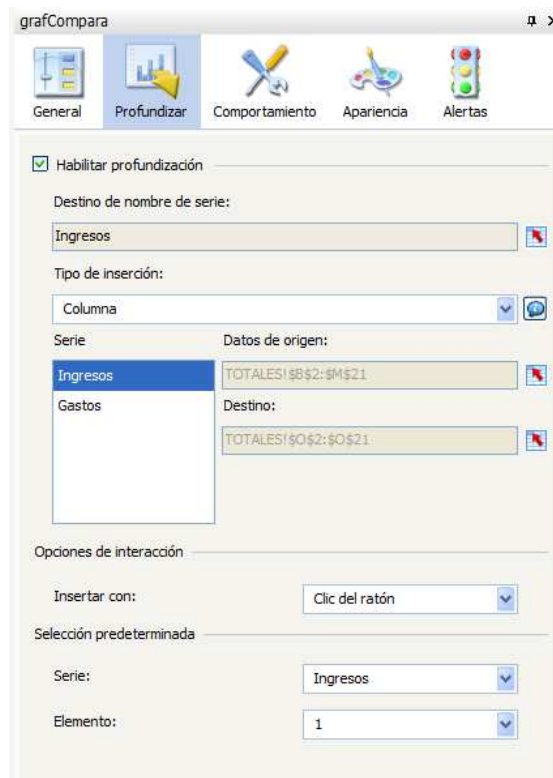 grafCompara
General Profundizar Comportamiento Apariencia Alertas
Habilitar profundización
Destino de nombre de serie:
Ingresos
Tipo de inserción:
Columna
Serie Datos de origen:
Ingresos TOTALES!$B$2:$M$21
Gastos Destino:
TOTALES!$O$2:$O$21
Opciones de interacción
Insertar con: Clic del ratón
Selección predeterminada
Serie: Ingresos
Elemento: 1